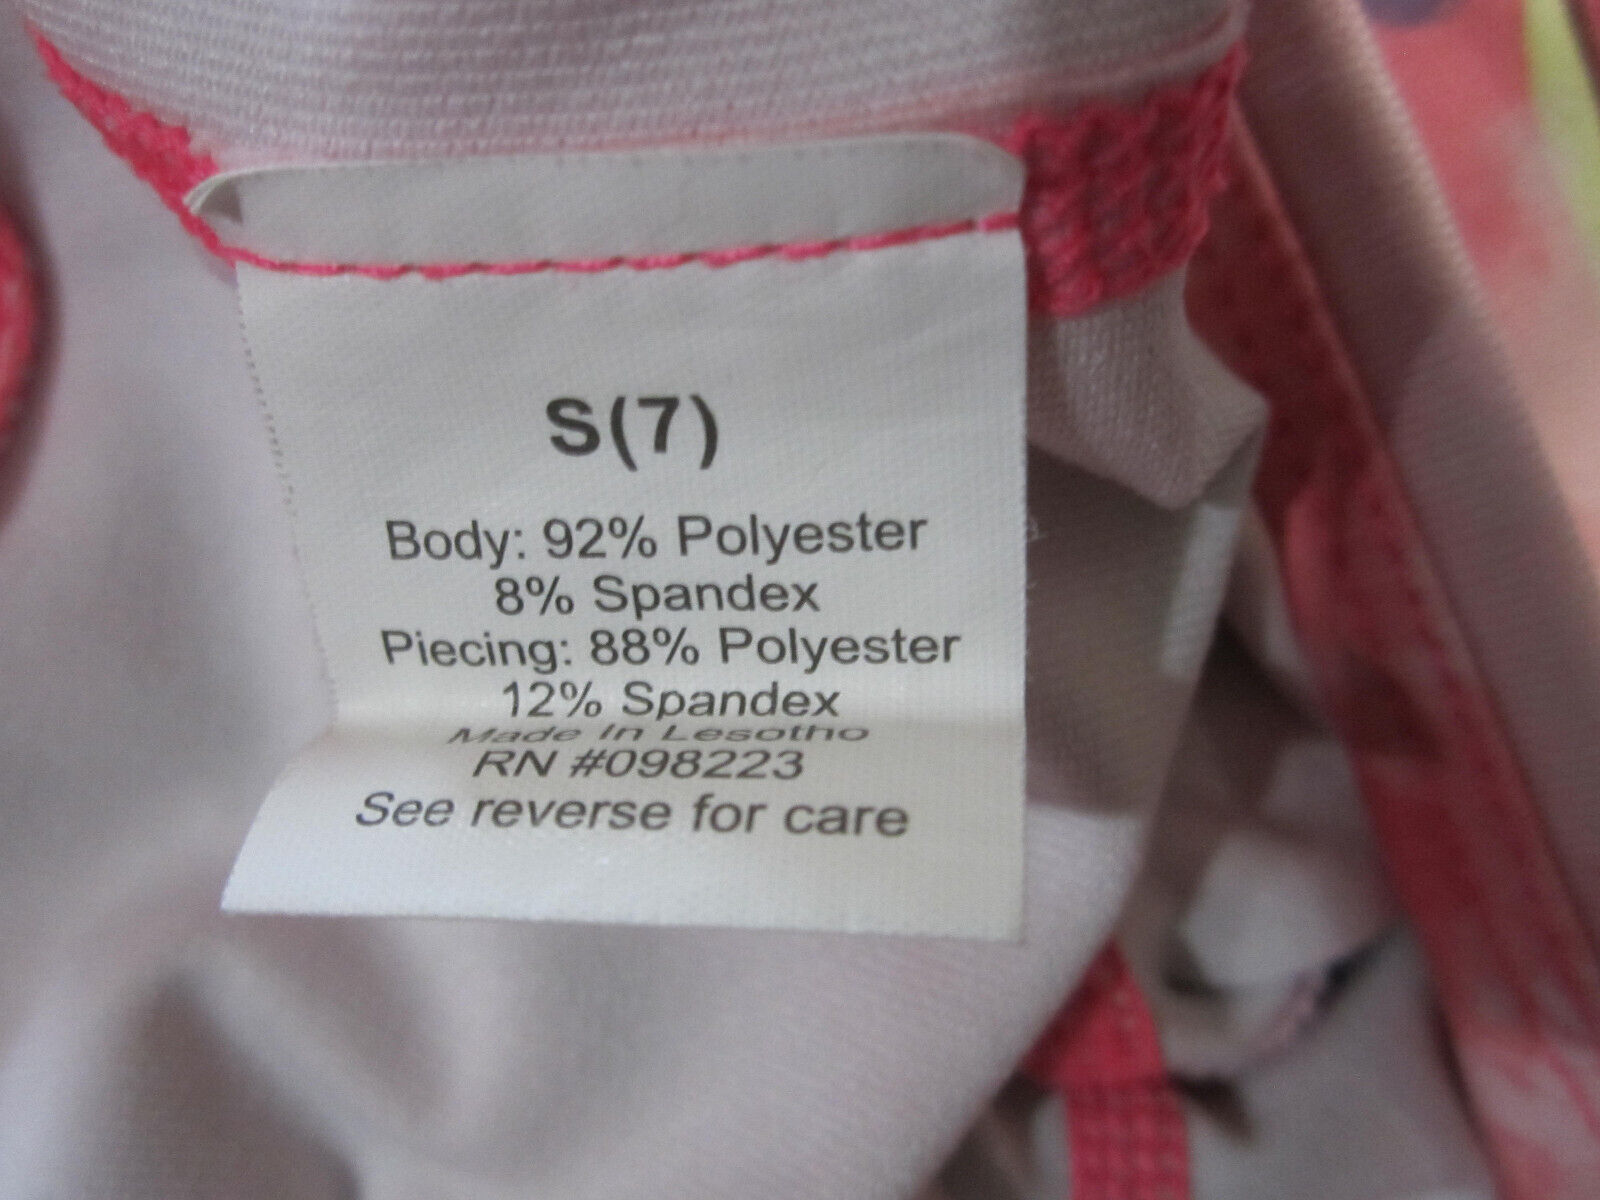 S(7)
Body: 92% Polyester
8% Spandex
Piecing: 88% Polyester
12% Spandex
Made In Lesotho
RN #098223
See reverse for care